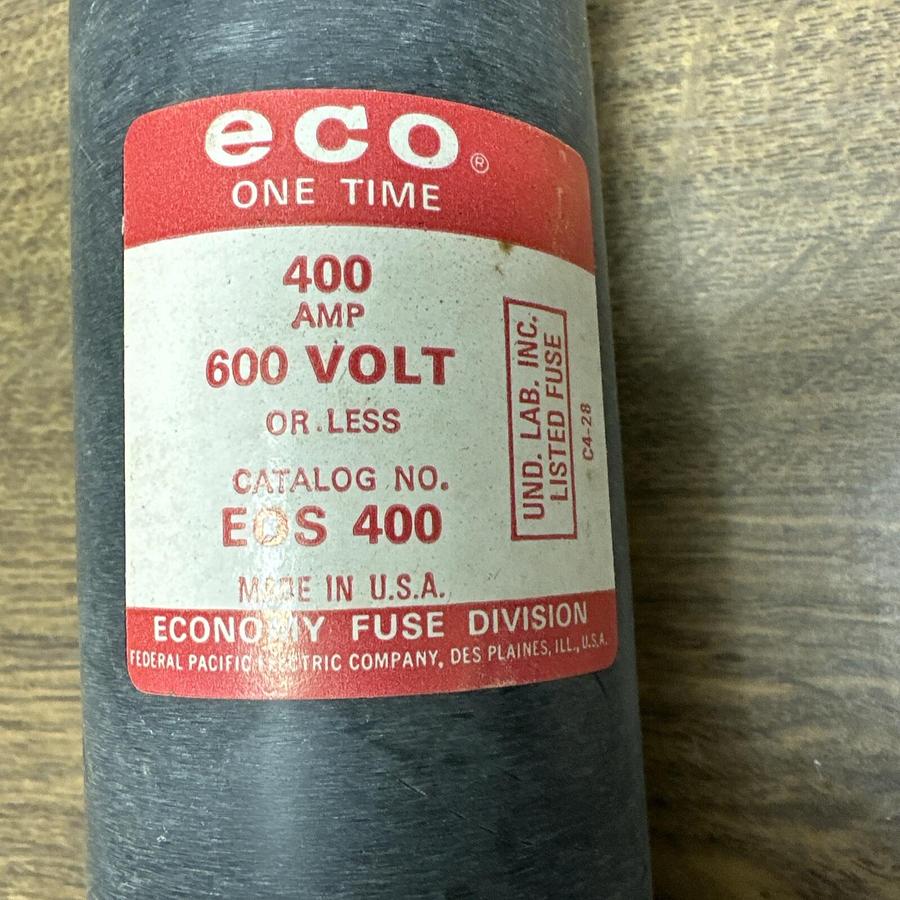 eco®
ONE TIME
400
AMP
600 VOLT
OR LESS
CATALOG NO.
EOS 400
MADE IN U.S.A.
UND. LAB. INC.
LISTED FUSE
C4-28
ECONOMY FUSE DIVISION
FEDERAL PACIFIC ELECTRIC COMPANY, DES PLAINES, ILL., U.S.A.